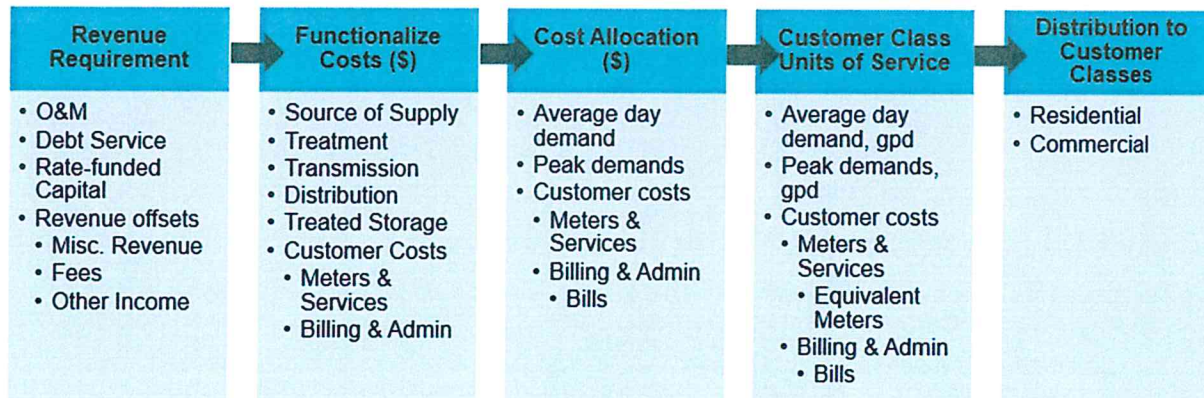 Revenue
Requirement
• O&M
• Debt Service
• Rate-funded
Capital
• Revenue offsets
• Misc. Revenue
• Fees
• Other Income
Functionalize
Costs ($)
• Source of Supply
• Treatment
• Transmission
• Distribution
• Treated Storage
• Customer Costs
• Meters &
Services
• Billing & Admin
Cost Allocation
($)
• Average day
demand
• Peak demands
• Customer costs
• Meters &
Services
• Billing & Admin
• Bills
Customer Class
Units of Service
• Average day
demand, gpd
• Peak demands,
gpd
• Customer costs
• Meters &
Services
• Equivalent
Meters
• Billing & Admin
• Bills
Distribution to
Customer
Classes
• Residential
• Commercial